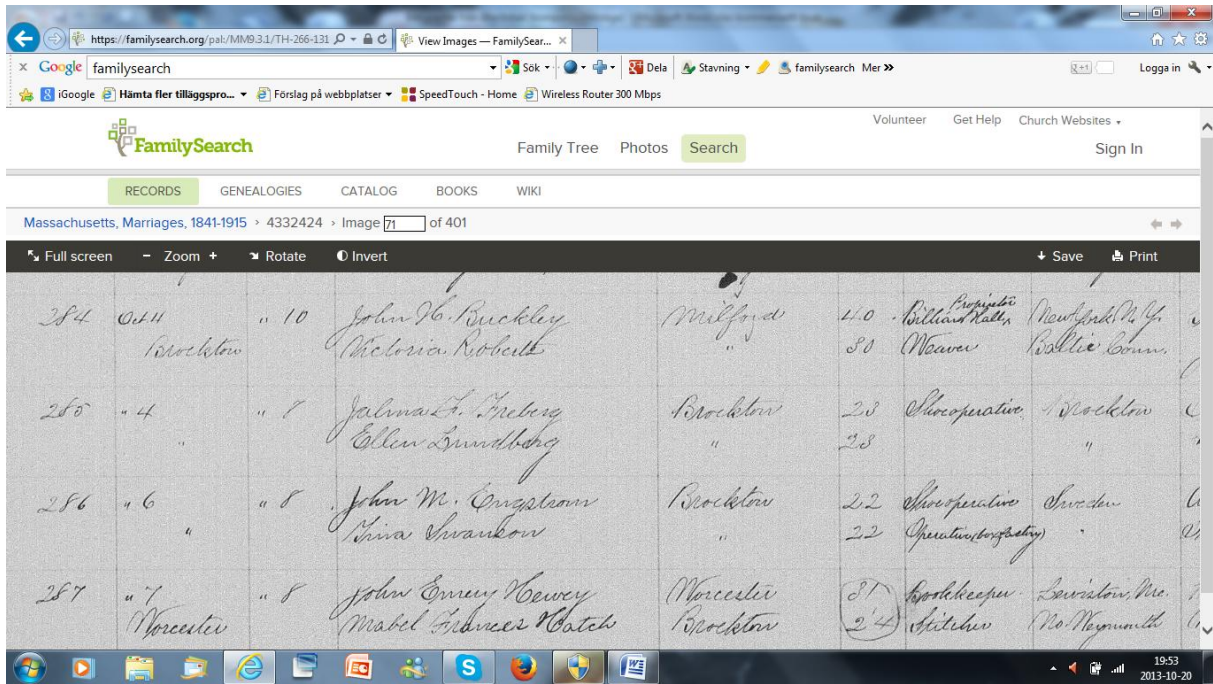 https://familysearch.org/pal:/MM9.3.1/TH-266-131 View Images — FamilySear...
Google familysearch Sök Dela Stavning familysearch Mer >> +1 Logga in
iGoogle Hämta fler tilläggspro... Förslag på webbplatser SpeedTouch - Home Wireless Router 300 Mbps
Volunteer Get Help Church Websites
FamilySearch Family Tree Photos Search Sign In
RECORDS GENEALOGIES CATALOG BOOKS WIKI
Massachusetts, Marriages, 1841-1915 > 4332424 > Image 71 of 401
Full screen - Zoom + Rotate Invert Save Print
Proprietor
284 Oct 4 " 10 John H. Buckley Milford 40 Billiard Hall New York N.Y.
Brockton Victoria Roberts " 30 Weaver Baltic Conn.
285 " 4 " 8 Jalmar F. Freberg Brockton 23 Shoeoperative Brockton
" Ellen Lundberg " 23 "
286 " 6 " 8 John M. Engstrom Brockton 22 Shoeoperative Sweden
" Swanson " 22 Operative (box factory) "
287 " 7 " 8 John Emery Hewey Worcester 31 Bookkeeper Lewiston, Me.
Worcester Mabel Frances Hatch Brockton 24 Stitcher No. Weymouth
19:53
2013-10-20